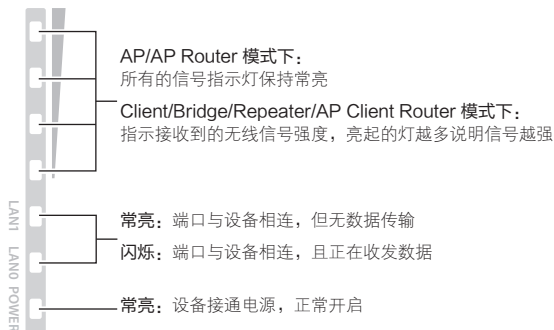 AP/AP Router 模式下：
所有的信号指示灯保持常亮
Client/Bridge/Repeater/AP Client Router 模式下：
指示接收到的无线信号强度，亮起的灯越多说明信号越强
LAN1
常亮：端口与设备相连，但无数据传输
闪烁：端口与设备相连，且正在收发数据
LAN0
POWER
常亮：设备接通电源，正常开启